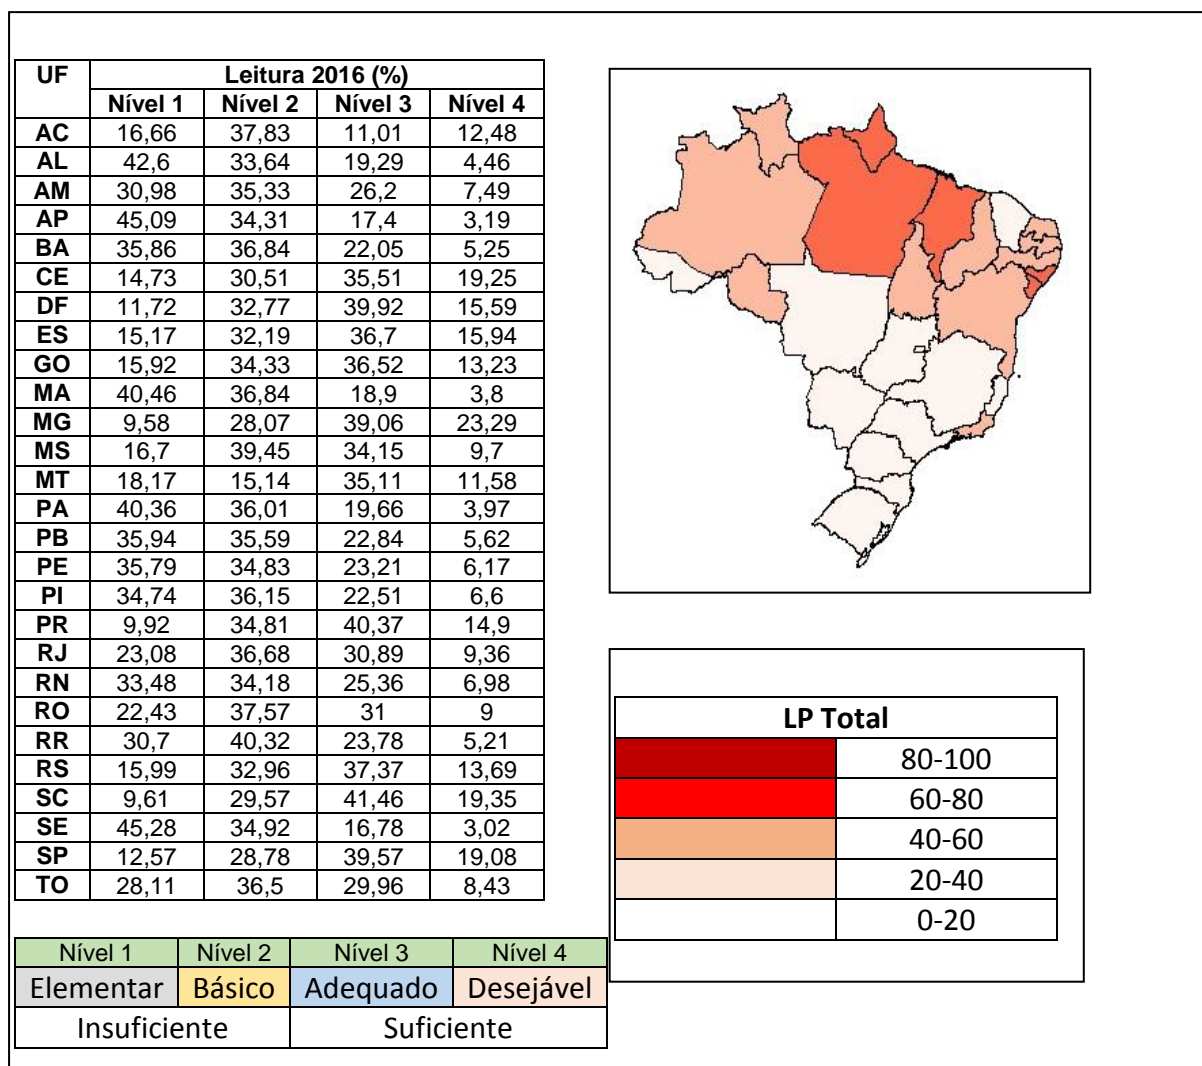 UF Leitura 2016 (%)
Nível 1 Nível 2 Nível 3 Nível 4
AC 16,66 37,83 11,01 12,48
AL 42,6 33,64 19,29 4,46
AM 30,98 35,33 26,2 7,49
AP 45,09 34,31 17,4 3,19
BA 35,86 36,84 22,05 5,25
CE 14,73 30,51 35,51 19,25
DF 11,72 32,77 39,92 15,59
ES 15,17 32,19 36,7 15,94
GO 15,92 34,33 36,52 13,23
MA 40,46 36,84 18,9 3,8
MG 9,58 28,07 39,06 23,29
MS 16,7 39,45 34,15 9,7
MT 18,17 15,14 35,11 11,58
PA 40,36 36,01 19,66 3,97
PB 35,94 35,59 22,84 5,62
PE 35,79 34,83 23,21 6,17
PI 34,74 36,15 22,51 6,6
PR 9,92 34,81 40,37 14,9
RJ 23,08 36,68 30,89 9,36
RN 33,48 34,18 25,36 6,98
RO 22,43 37,57 31 9
RR 30,7 40,32 23,78 5,21
RS 15,99 32,96 37,37 13,69
SC 9,61 29,57 41,46 19,35
SE 45,28 34,92 16,78 3,02
SP 12,57 28,78 39,57 19,08
TO 28,11 36,5 29,96 8,43
LP Total
80-100
60-80
40-60
20-40
0-20
Nível 1 Nível 2 Nível 3 Nível 4
Elementar Básico Adequado Desejável
Insuficiente Suficiente